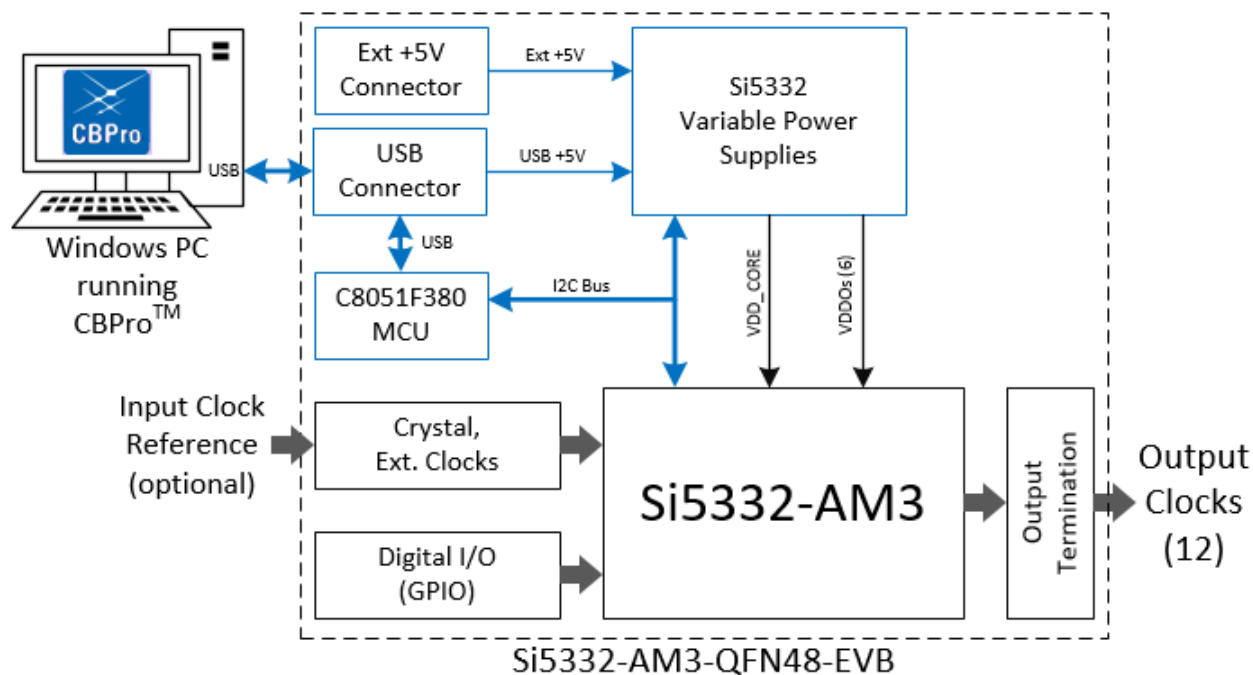 CBPro
USB
Windows PC
running
CBPro™
Ext +5V
Connector
Ext +5V
USB
Connector
USB +5V
Si5332
Variable Power
Supplies
USB
C8051F380
MCU
I2C Bus
VDD_CORE
VDDOs (6)
Input Clock
Reference
(optional)
Crystal,
Ext. Clocks
Digital I/O
(GPIO)
Si5332-AM3
Output
Termination
Output
Clocks
(12)
Si5332-AM3-QFN48-EVB